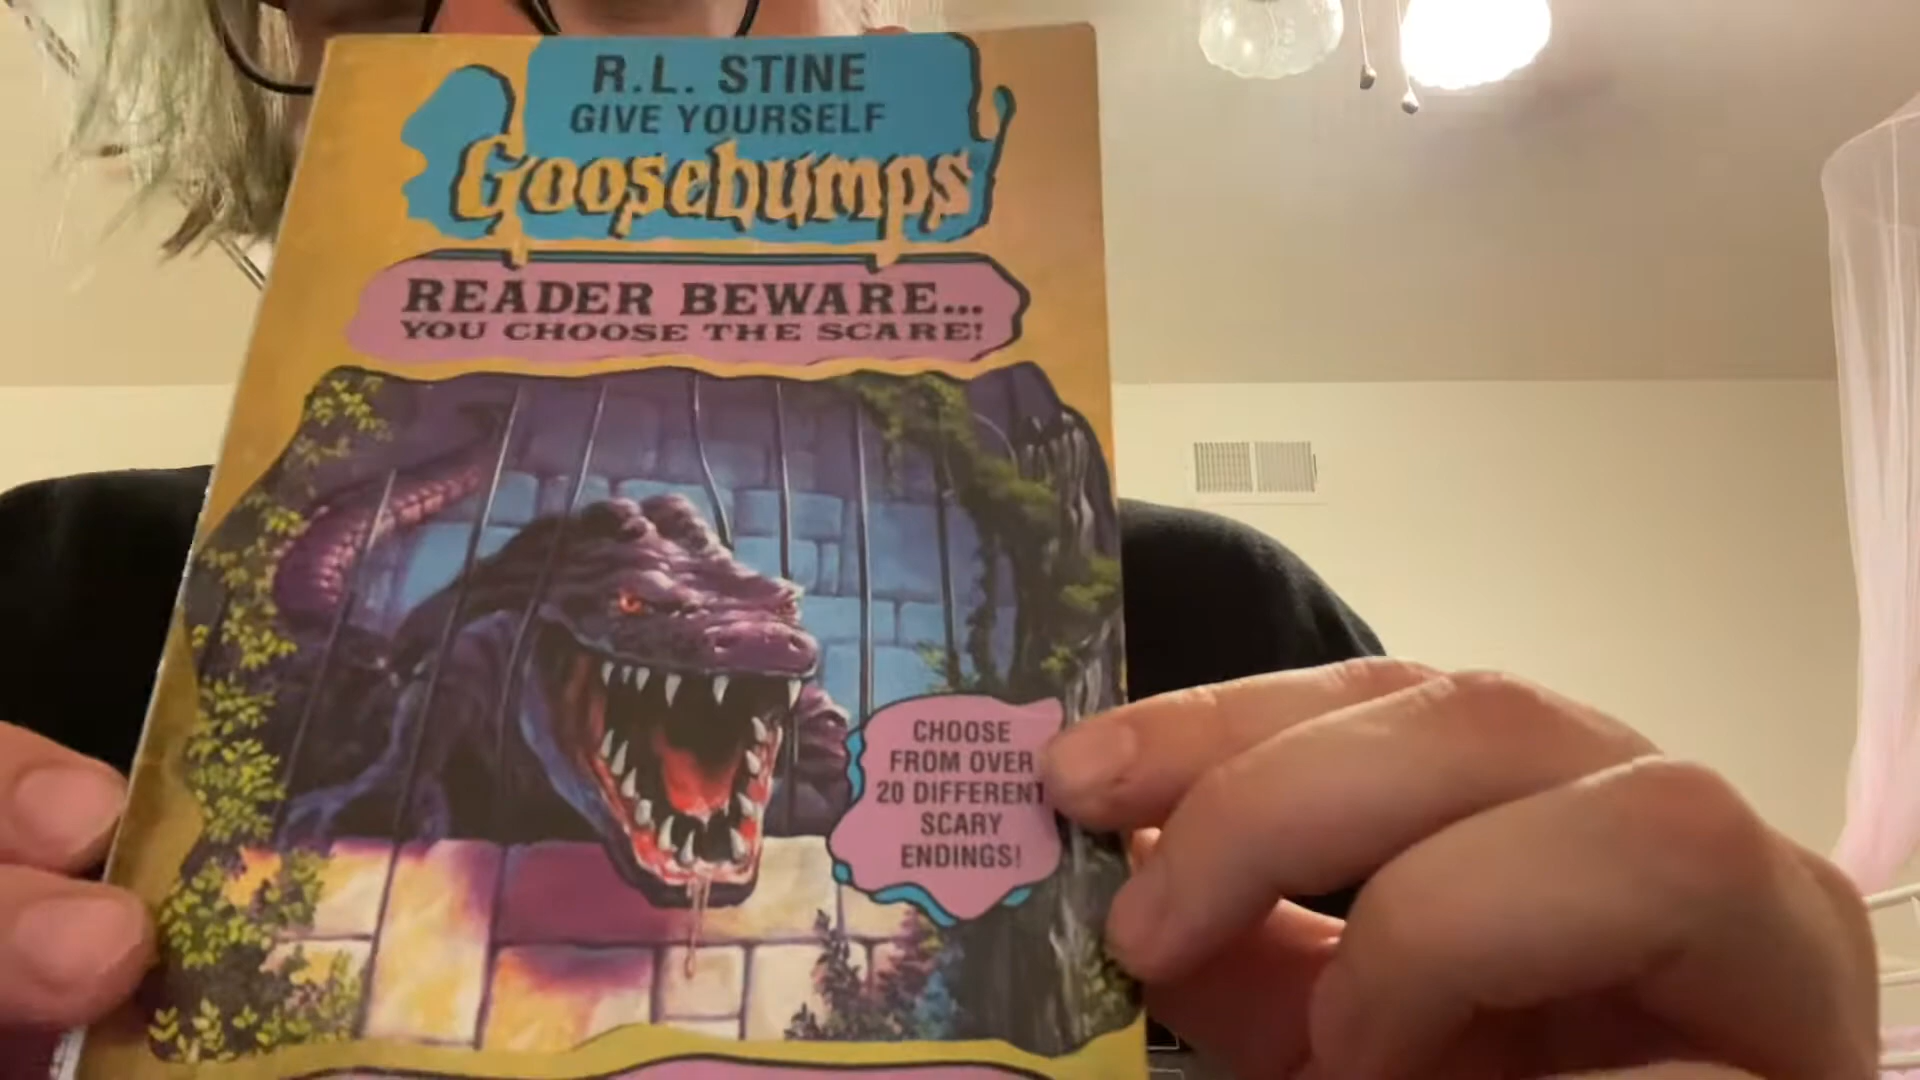 R.L. STINE
GIVE YOURSELF
Goosebumps
READER BEWARE...
YOU CHOOSE THE SCARE!
CHOOSE
FROM OVER
20 DIFFERENT
SCARY
ENDINGS!